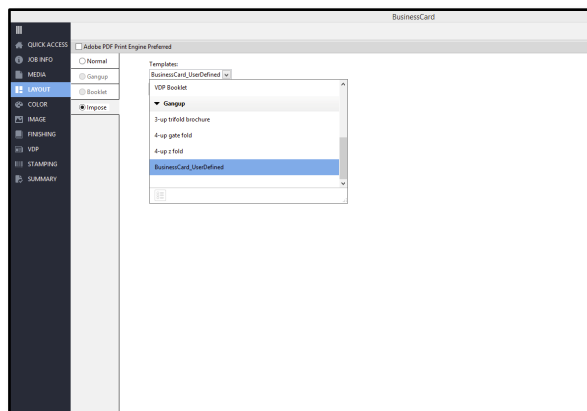 BusinessCard
QUICK ACCESS
JOB INFO
MEDIA
LAYOUT
COLOR
IMAGE
FINISHING
VDP
STAMPING
SUMMARY
Adobe PDF Print Engine Preferred
Normal
Gangup
Booklet
Impose
Templates:
BusinessCard_UserDefined
VDP Booklet
Gangup
3-up trifold brochure
4-up gate fold
4-up z fold
BusinessCard_UserDefined